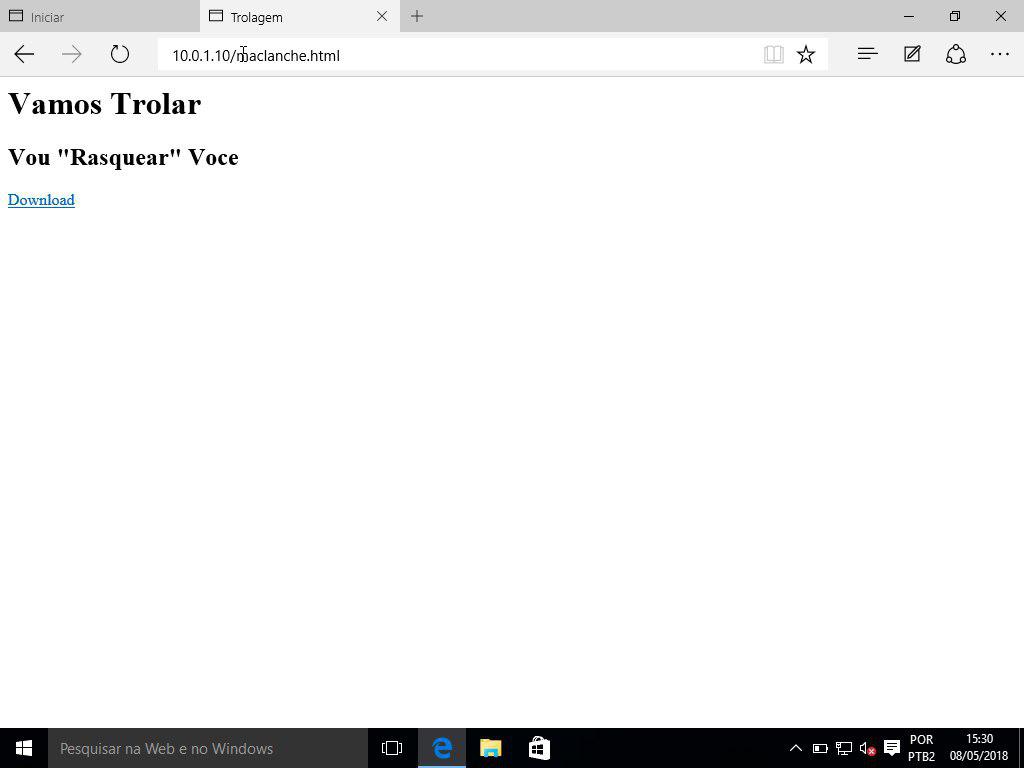 Iniciar
Trolagem
10.0.1.10/maclanche.html
Vamos Trolar
Vou "Rasquear" Voce
Download
Pesquisar na Web e no Windows
POR
PTB2
15:30
08/05/2018